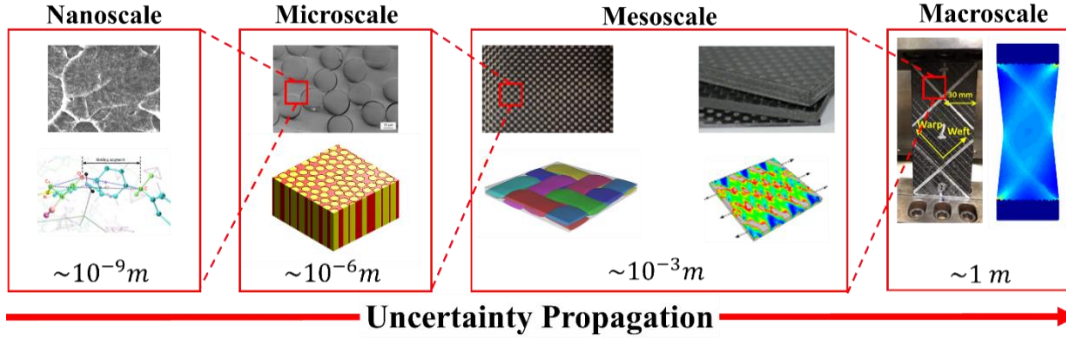 Nanoscale
Microscale
Mesoscale
Macroscale
30 mm
Warp
Weft
~10⁻⁹m
~10⁻⁶m
~10⁻³m
~1 m
Uncertainty Propagation